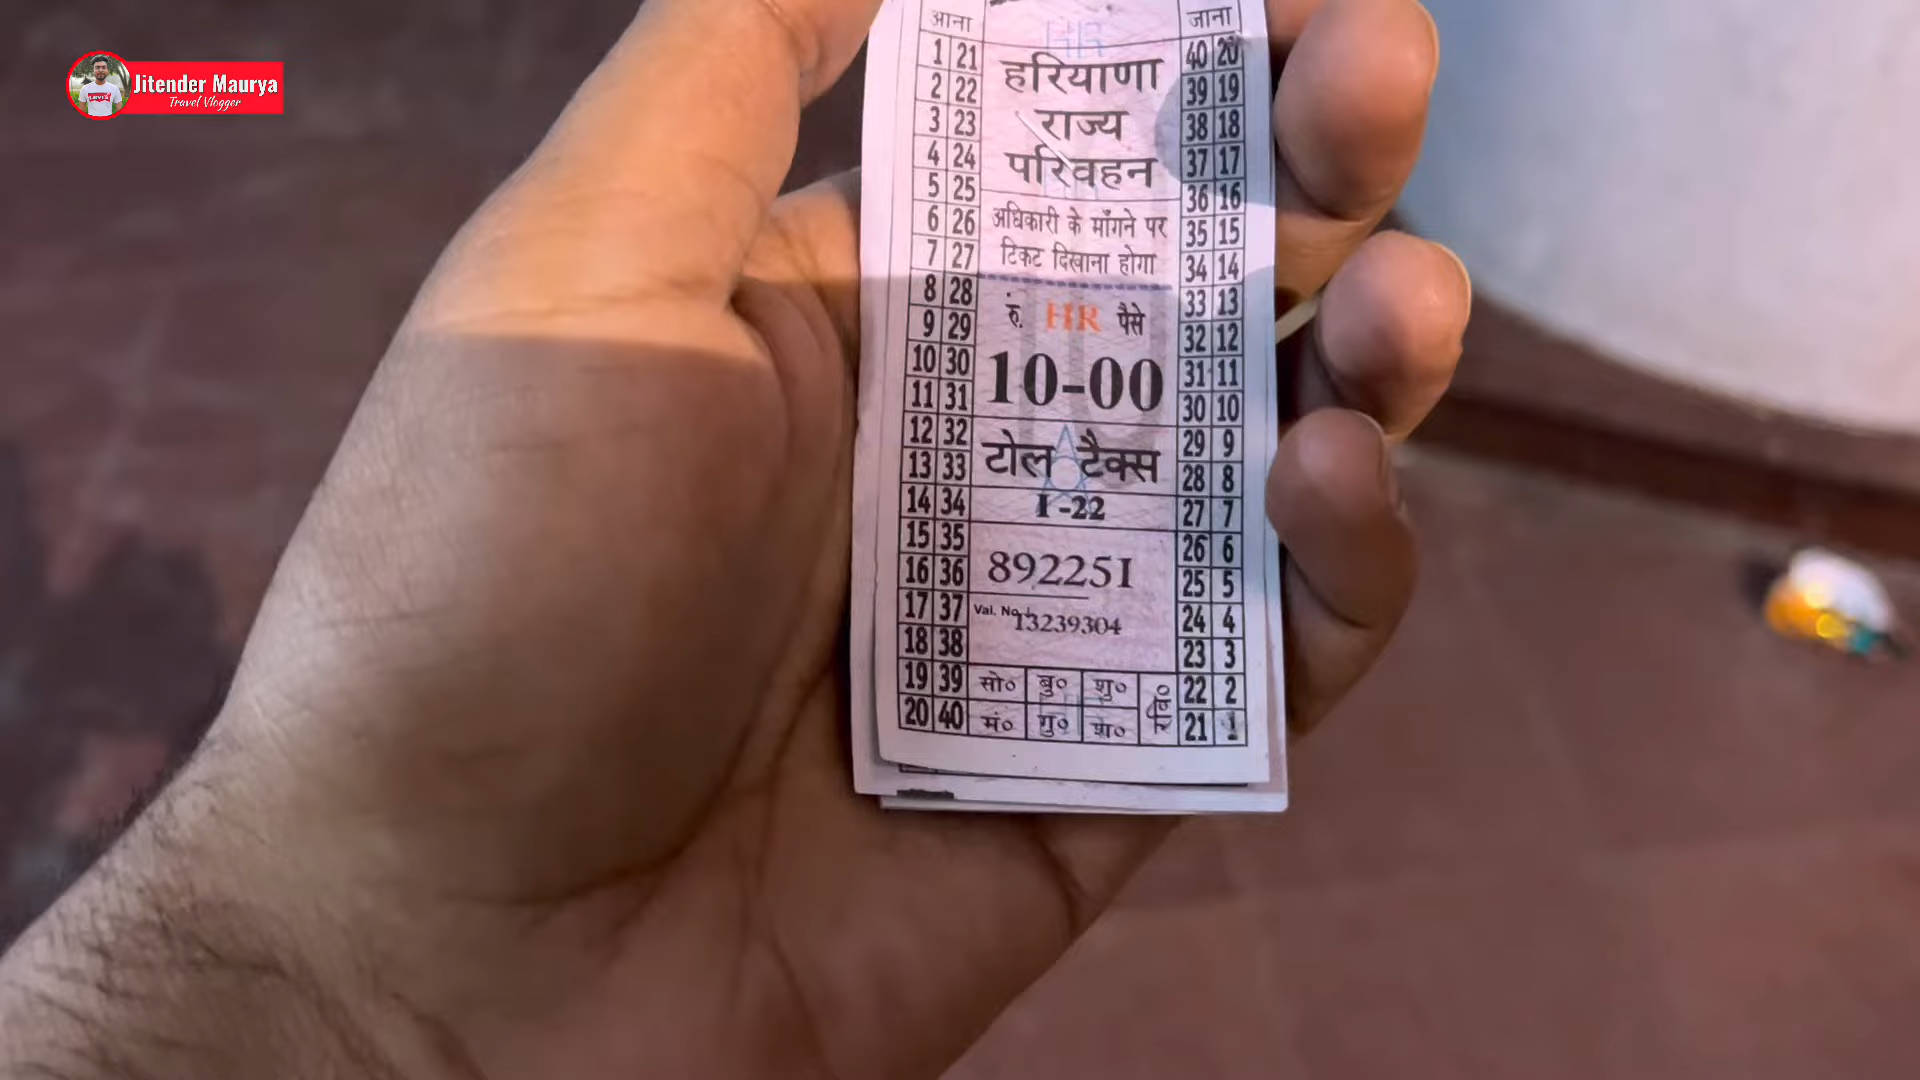 Jitender Maurya
Travel Vlogger
आना
जाना
1 21
2 22
3 23
4 24
5 25
6 26
7 27
8 28
9 29
10 30
11 31
12 32
13 33
14 34
15 35
16 36
17 37
18 38
19 39
20 40
HR
हरियाणा
राज्य
परिवहन
अधिकारी के माँगने पर
टिकट दिखाना होगा
रुं. HR पैसे
10-00
टोल टैक्स
I-22
892251
Val. No.
13239304
सो० बु० शु०
मं० गु० श०
रवि०
40 20
39 19
38 18
37 17
36 16
35 15
34 14
33 13
32 12
31 11
30 10
29 9
28 8
27 7
26 6
25 5
24 4
23 3
22 2
21 1